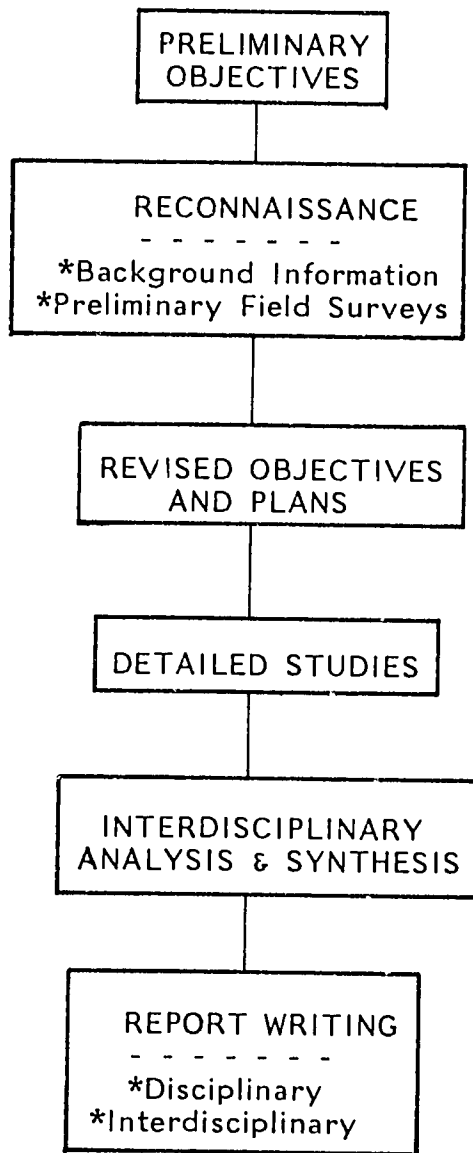 PRELIMINARY
OBJECTIVES
RECONNAISSANCE
- - - - - - -
*Background Information
*Preliminary Field Surveys
REVISED OBJECTIVES
AND PLANS
DETAILED STUDIES
INTERDISCIPLINARY
ANALYSIS & SYNTHESIS
REPORT WRITING
- - - - - - -
*Disciplinary
*Interdisciplinary